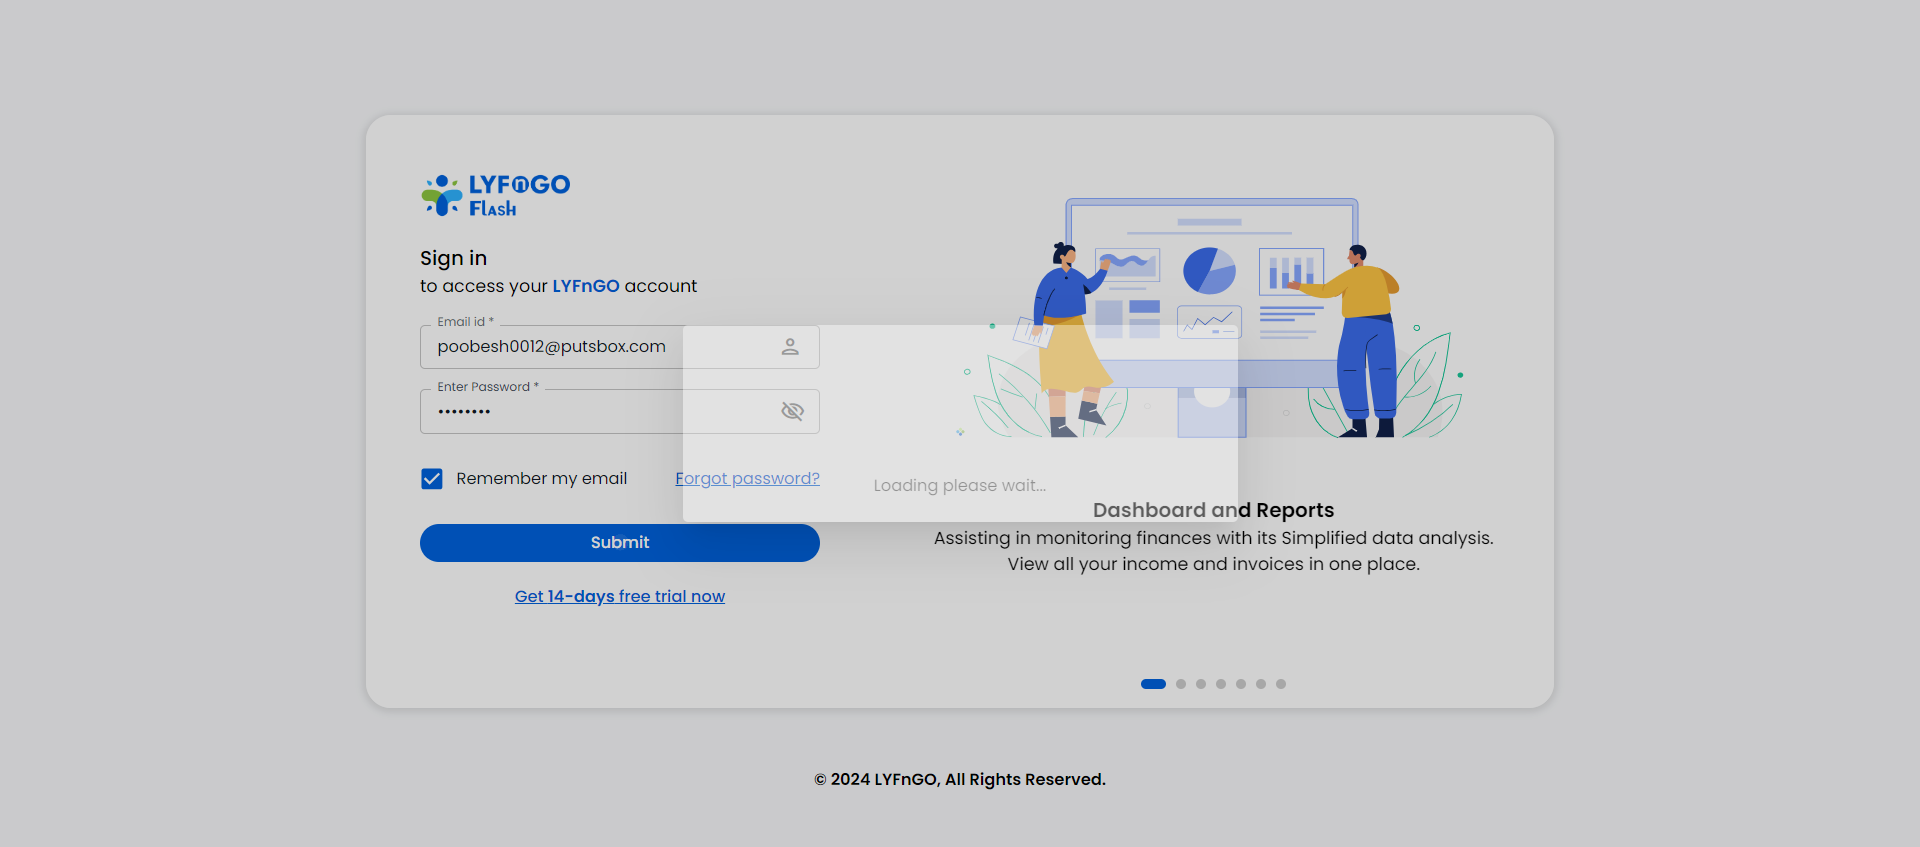 LYFnGO
Flash
Sign in
to access your LYFnGO account
Email id *
poobesh0012@putsbox.com
Enter Password *
••••••••
Remember my email
Forgot password?
Submit
Get 14-days free trial now
Loading please wait...
Dashboard and Reports
Assisting in monitoring finances with its Simplified data analysis.
View all your income and invoices in one place.
© 2024 LYFnGO, All Rights Reserved.